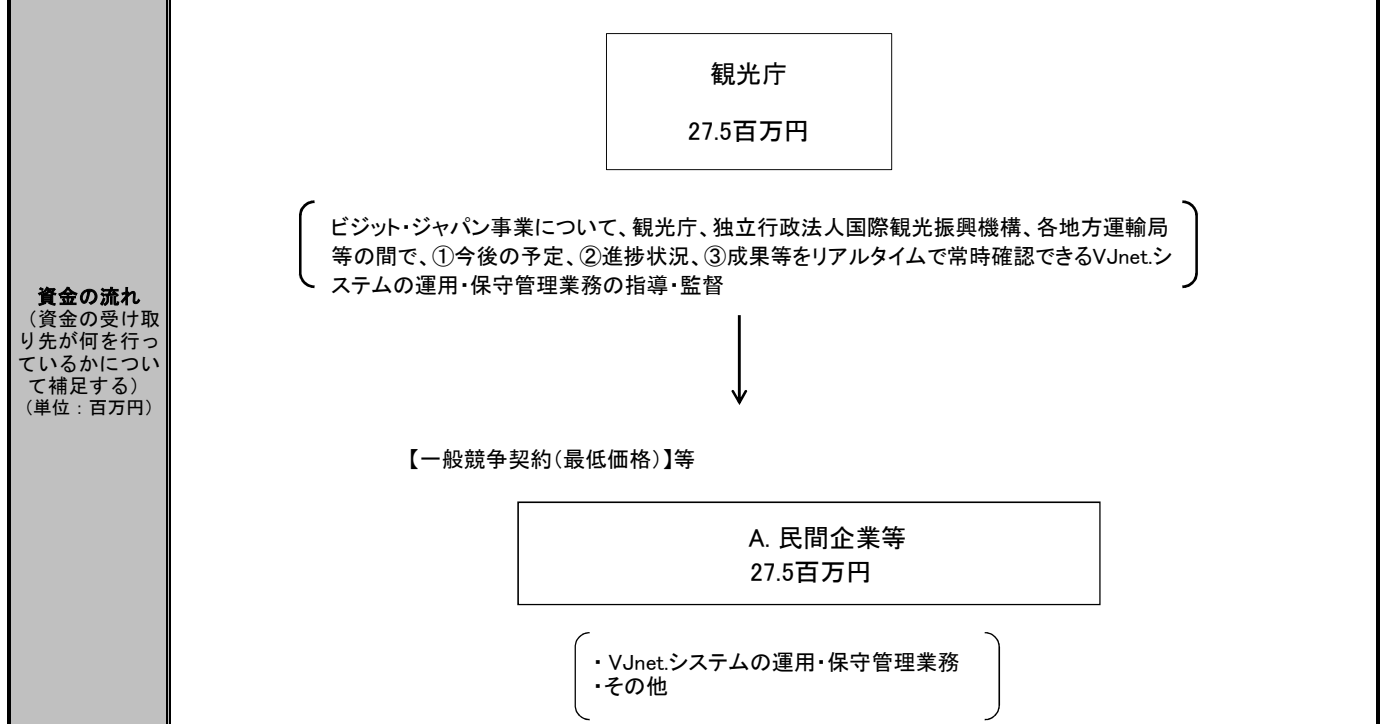 観光庁
27.5百万円
ビジット・ジャパン事業について、観光庁、独立行政法人国際観光振興機構、各地方運輸局
等の間で、①今後の予定、②進捗状況、③成果等をリアルタイムで常時確認できるVJnet.シ
ステムの運用・保守管理業務の指導・監督
資金の流れ
（資金の受け取
り先が何を行っ
ているかについ
て補足する）
（単位：百万円）
【一般競争契約（最低価格）】等
A. 民間企業等
27.5百万円
・ VJnet.システムの運用・保守管理業務
・その他